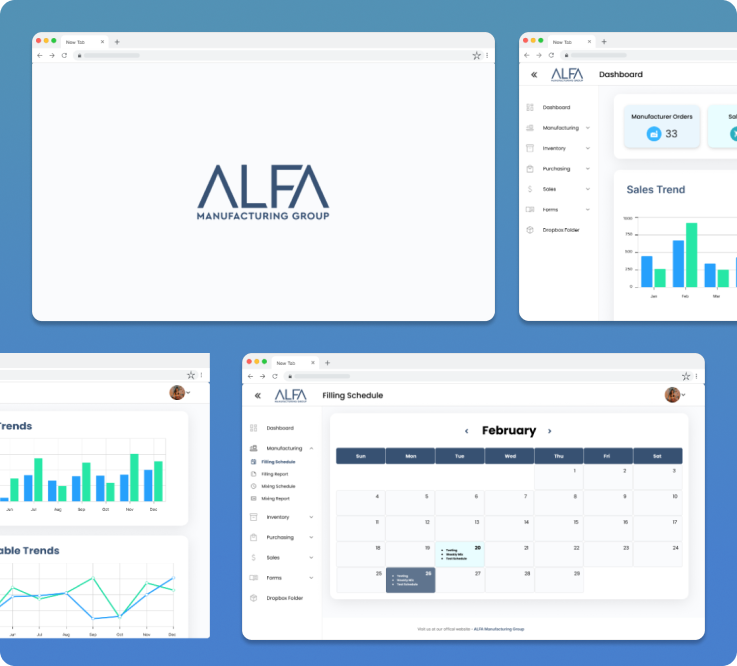 New Tab
ALFA
MANUFACTURING GROUP
New Tab
ALFA
MANUFACTURING GROUP
Dashboard
Dashboard
Manufacturing
Inventory
Purchasing
Sales
Forms
Dropbox Folder
Manufacturer Orders
33
Sal
Sales Trend
1000
750
500
250
0
Jan Feb Mar
rends
Jun Jul Aug Sep Oct Nov Dec
able Trends
Jun Jul Aug Sep Oct Nov Dec
New Tab
ALFA
MANUFACTURING GROUP
Filling Schedule
Dashboard
Manufacturing
Filling Schedule
Filling Report
Mixing Schedule
Mixing Report
Inventory
Purchasing
Sales
Forms
Dropbox Folder
February
Sun Mon Tue Wed Thu Fri Sat
1 2 3
4 5 6 7 8 9 10
11 12 13 14 15 16 17
18 19 20 21 22 23 24
Testing
Weekly Mix
Test Schedule
25 26 27 28 29
Testing
Weekly Mix
Test Schedule
Visit us at our official website - ALFA Manufacturing Group